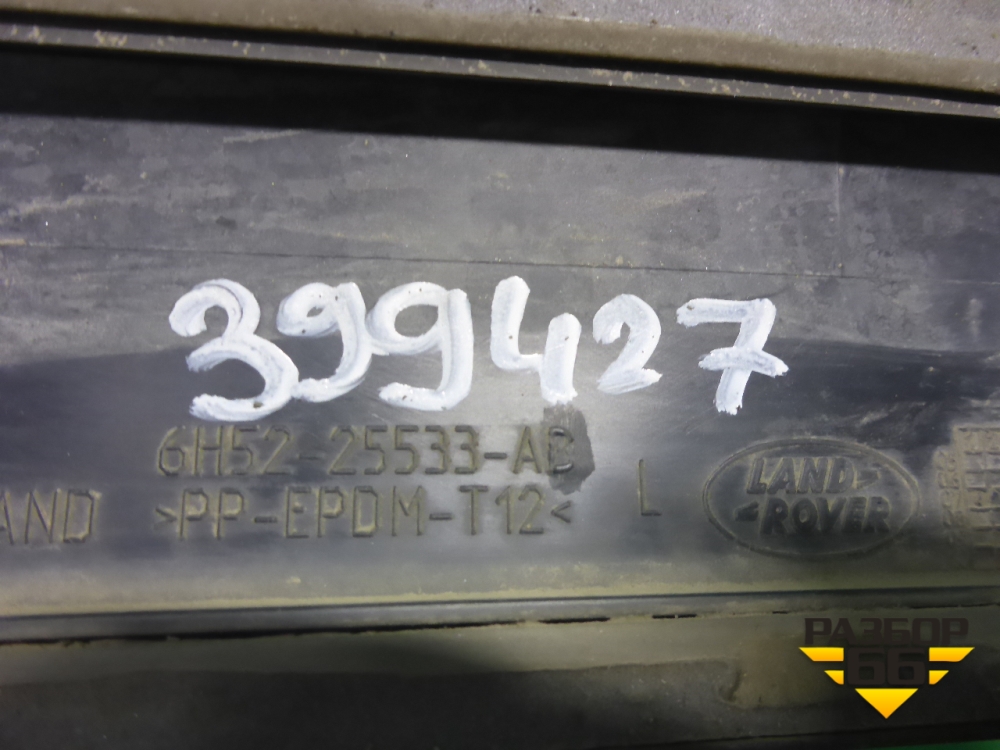 399427
6H52-25533-AB
AND >PP-EPDM-T12< L
LAND
ROVER
РАЗБОР
66